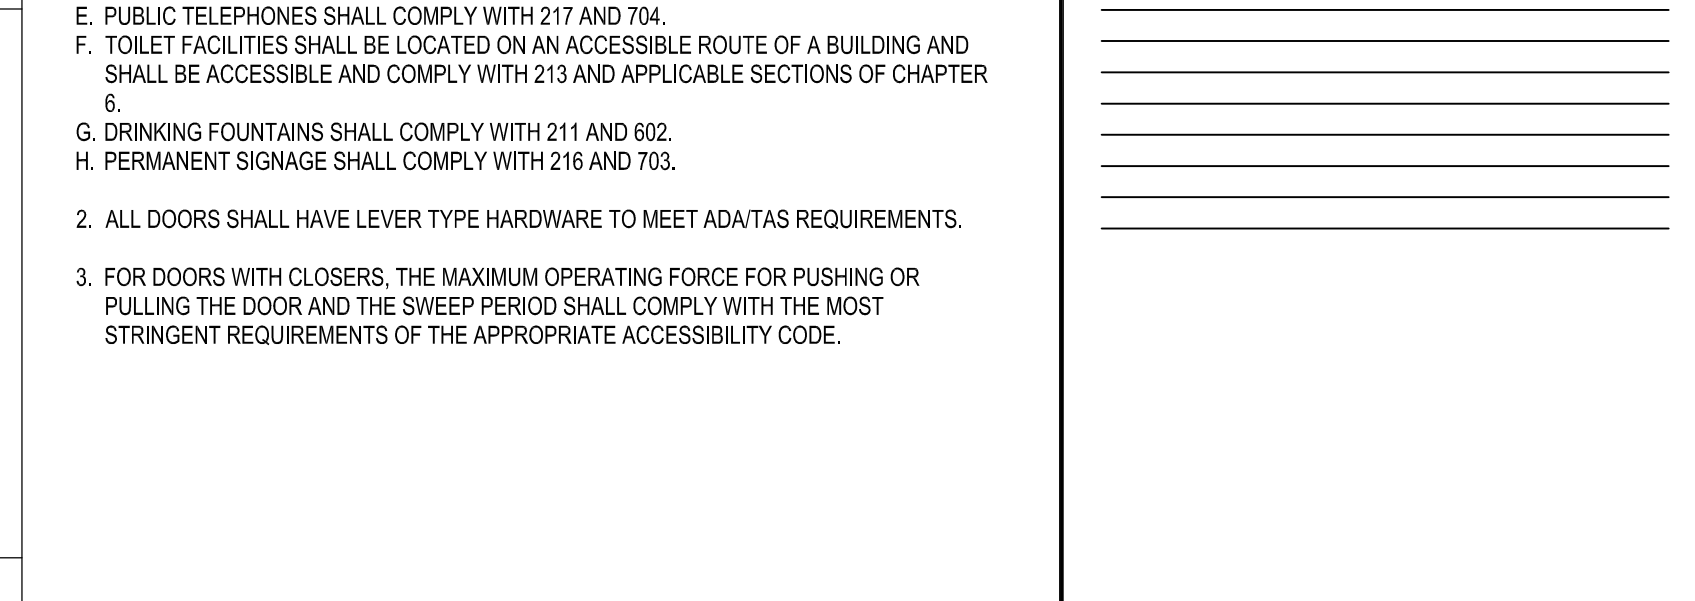 E. PUBLIC TELEPHONES SHALL COMPLY WITH 217 AND 704.
F. TOILET FACILITIES SHALL BE LOCATED ON AN ACCESSIBLE ROUTE OF A BUILDING AND
SHALL BE ACCESSIBLE AND COMPLY WITH 213 AND APPLICABLE SECTIONS OF CHAPTER
6.
G. DRINKING FOUNTAINS SHALL COMPLY WITH 211 AND 602.
H. PERMANENT SIGNAGE SHALL COMPLY WITH 216 AND 703.
2. ALL DOORS SHALL HAVE LEVER TYPE HARDWARE TO MEET ADA/TAS REQUIREMENTS.
3. FOR DOORS WITH CLOSERS, THE MAXIMUM OPERATING FORCE FOR PUSHING OR
PULLING THE DOOR AND THE SWEEP PERIOD SHALL COMPLY WITH THE MOST
STRINGENT REQUIREMENTS OF THE APPROPRIATE ACCESSIBILITY CODE.